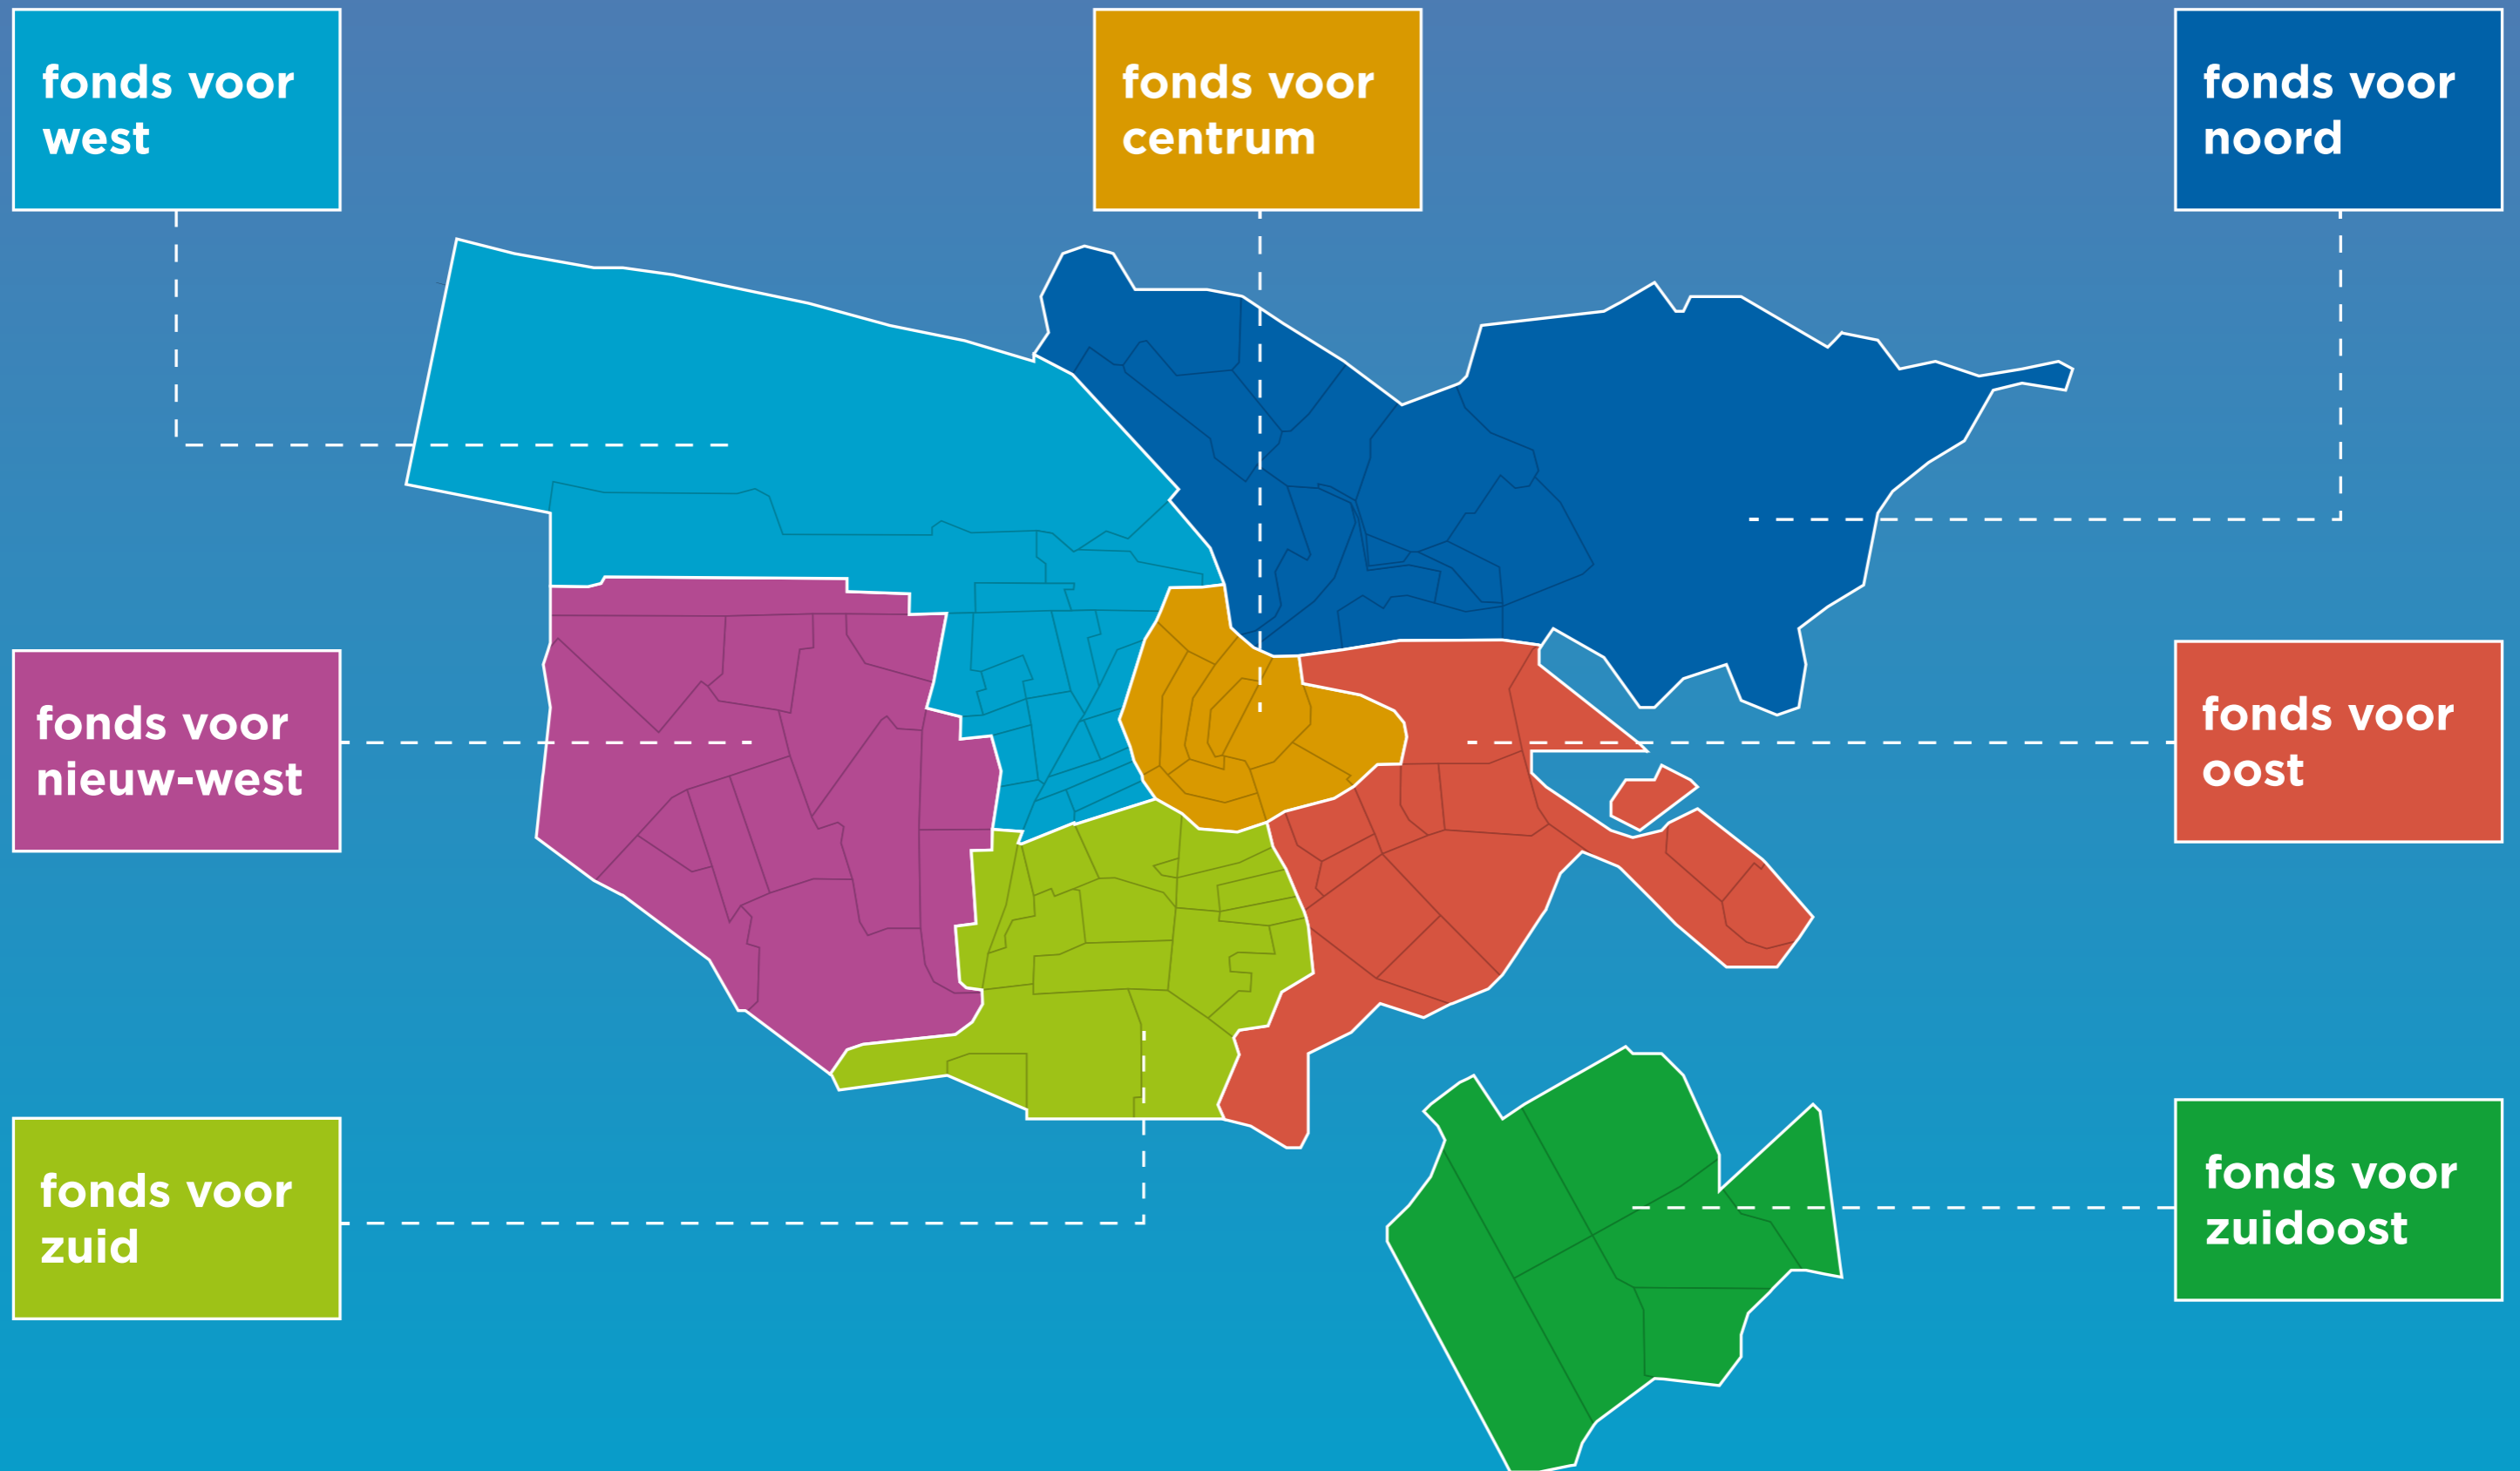 fonds voor
west
fonds voor
centrum
fonds voor
noord
fonds voor
nieuw-west
fonds voor
oost
fonds voor
zuid
fonds voor
zuidoost